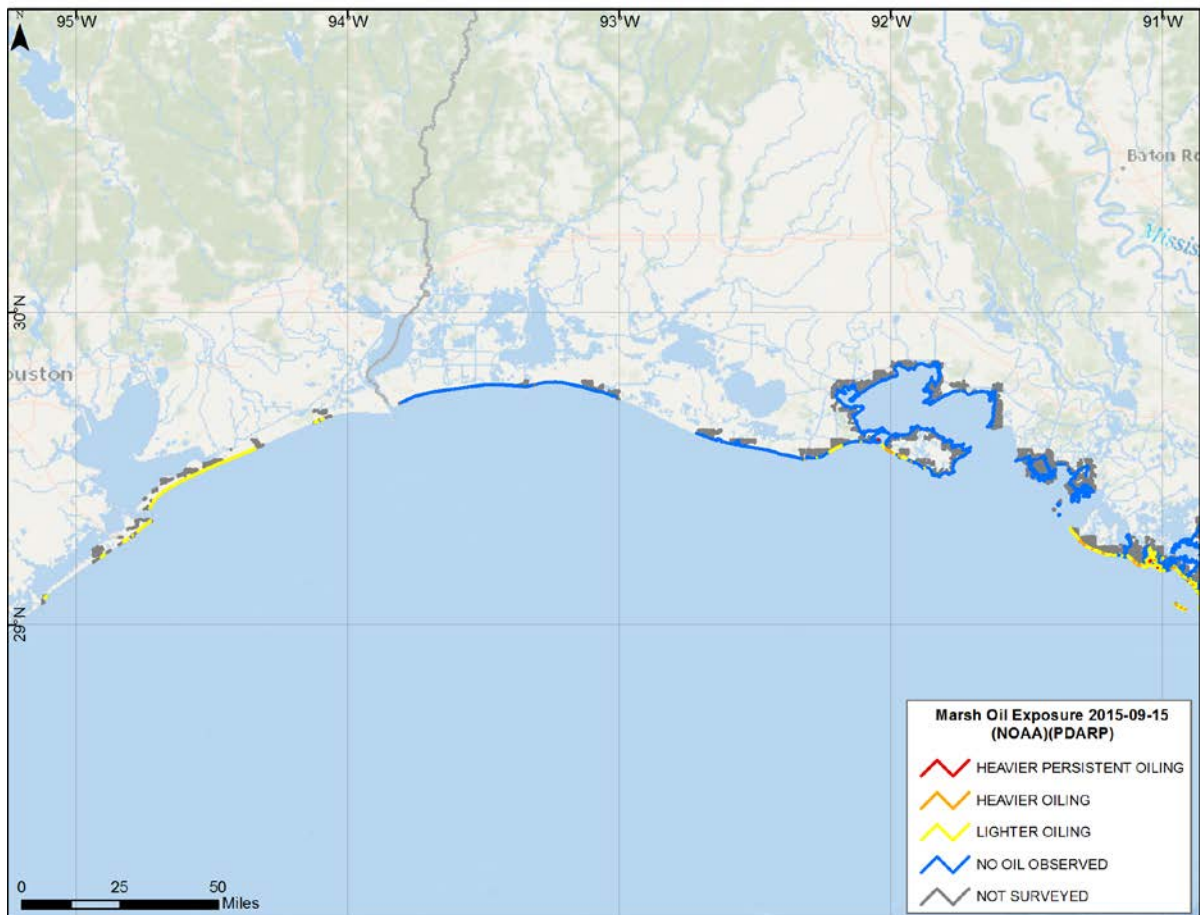 95°W 94°W 93°W 92°W 91°W
N
Baton Ro
Missis
30°N
ouston
29°N
Marsh Oil Exposure 2015-09-15
(NOAA)(PDARP)
HEAVIER PERSISTENT OILING
HEAVIER OILING
LIGHTER OILING
NO OIL OBSERVED
NOT SURVEYED
0 25 50
Miles